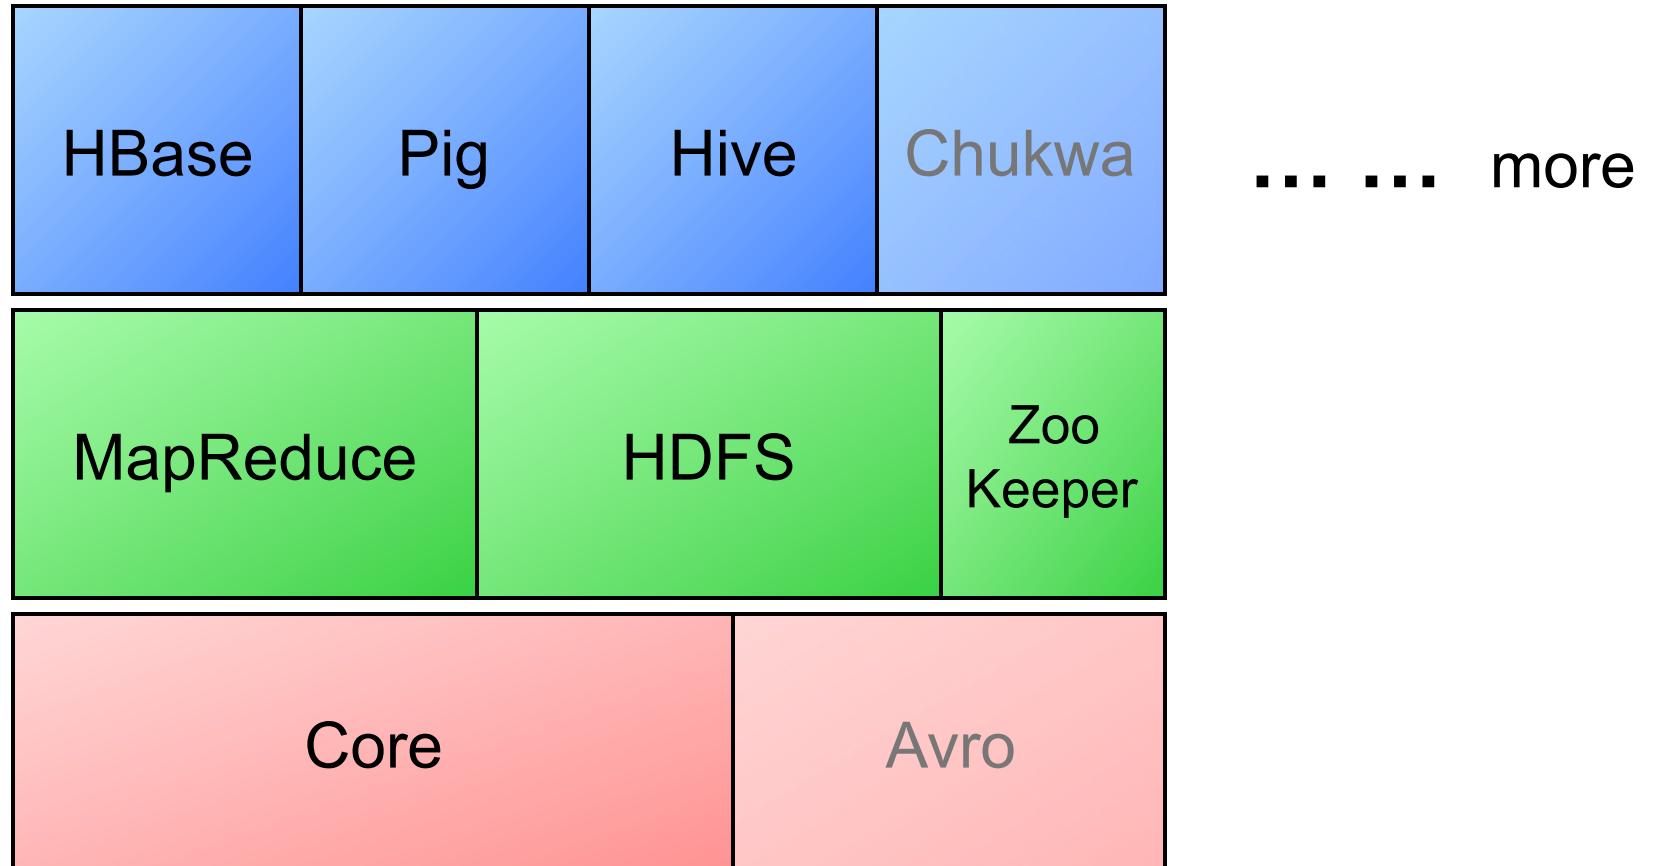 HBase Pig Hive Chukwa ... ... more
MapReduce HDFS Zoo
Keeper
Core Avro